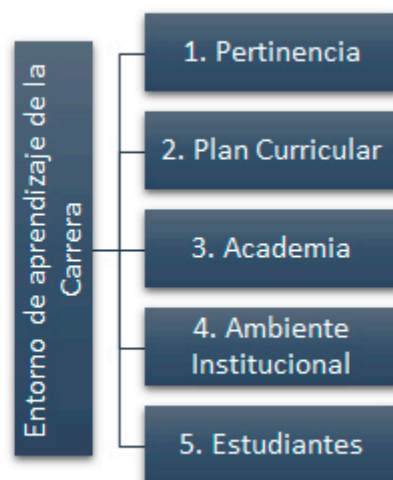 Entorno de aprendizaje de la
Carrera
1. Pertinencia
2. Plan Curricular
3. Academia
4. Ambiente
Institucional
5. Estudiantes